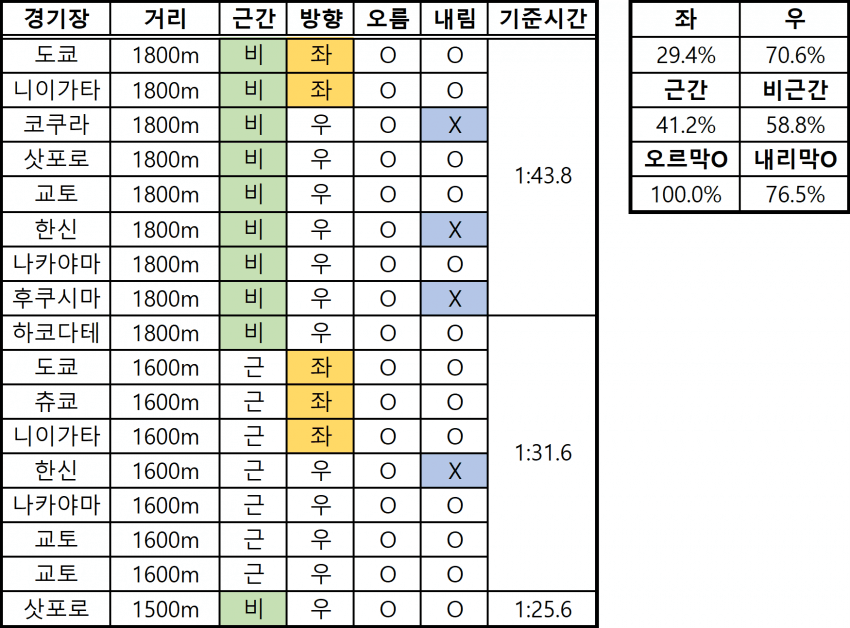 경기장 거리 근간 방향 오름 내림 기준시간
도쿄 1800m 비 좌 O O
니이가타 1800m 비 좌 O O
코쿠라 1800m 비 우 O X
삿포로 1800m 비 우 O O
1:43.8
교토 1800m 비 우 O O
한신 1800m 비 우 O X
나카야마 1800m 비 우 O O
후쿠시마 1800m 비 우 O X
하코다테 1800m 비 우 O O
도쿄 1600m 근 좌 O O
츄쿄 1600m 근 좌 O O
니이가타 1600m 근 좌 O O
1:31.6
한신 1600m 근 우 O X
나카야마 1600m 근 우 O O
교토 1600m 근 우 O O
교토 1600m 근 우 O O
삿포로 1500m 비 우 O O 1:25.6
좌 우
29.4% 70.6%
근간 비근간
41.2% 58.8%
오르막O 내리막O
100.0% 76.5%